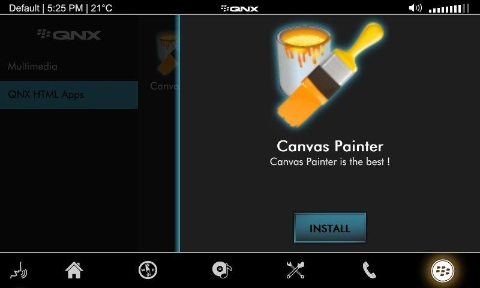 Default | 5:25 PM | 21°C
QNX
QNX
Multimedia
QNX HTML Apps
Canva
Canvas Painter
Canvas Painter is the best !
INSTALL